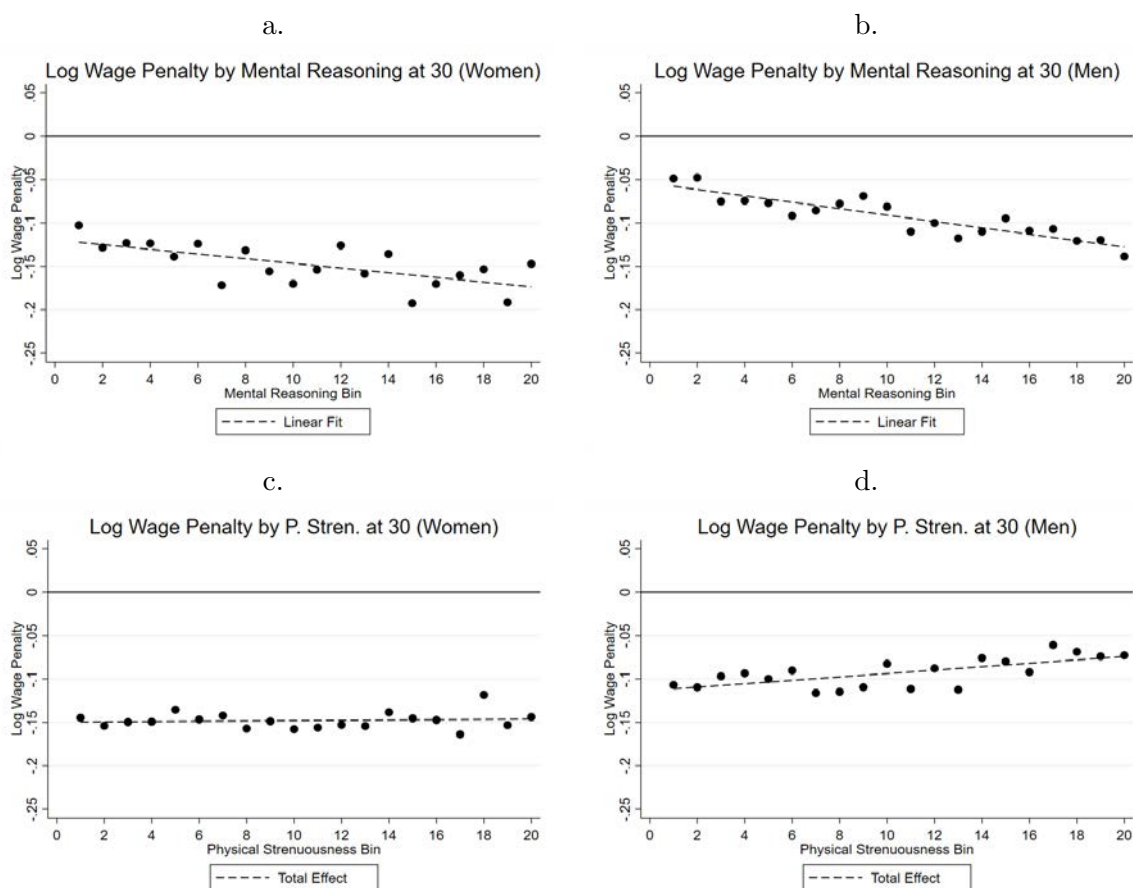 a.
Log Wage Penalty by Mental Reasoning at 30 (Women)
Log Wage Penalty
.05
0
-.05
-.1
-.15
-.2
-.25
0 2 4 6 8 10 12 14 16 18 20
Mental Reasoning Bin
Linear Fit
b.
Log Wage Penalty by Mental Reasoning at 30 (Men)
Log Wage Penalty
.05
0
-.05
-.1
-.15
-.2
-.25
0 2 4 6 8 10 12 14 16 18 20
Mental Reasoning Bin
Linear Fit
c.
Log Wage Penalty by P. Stren. at 30 (Women)
Log Wage Penalty
.05
0
-.05
-.1
-.15
-.2
-.25
0 2 4 6 8 10 12 14 16 18 20
Physical Strenuousness Bin
Total Effect
d.
Log Wage Penalty by P. Stren. at 30 (Men)
Log Wage Penalty
.05
0
-.05
-.1
-.15
-.2
-.25
0 2 4 6 8 10 12 14 16 18 20
Physical Strenuousness Bin
Total Effect